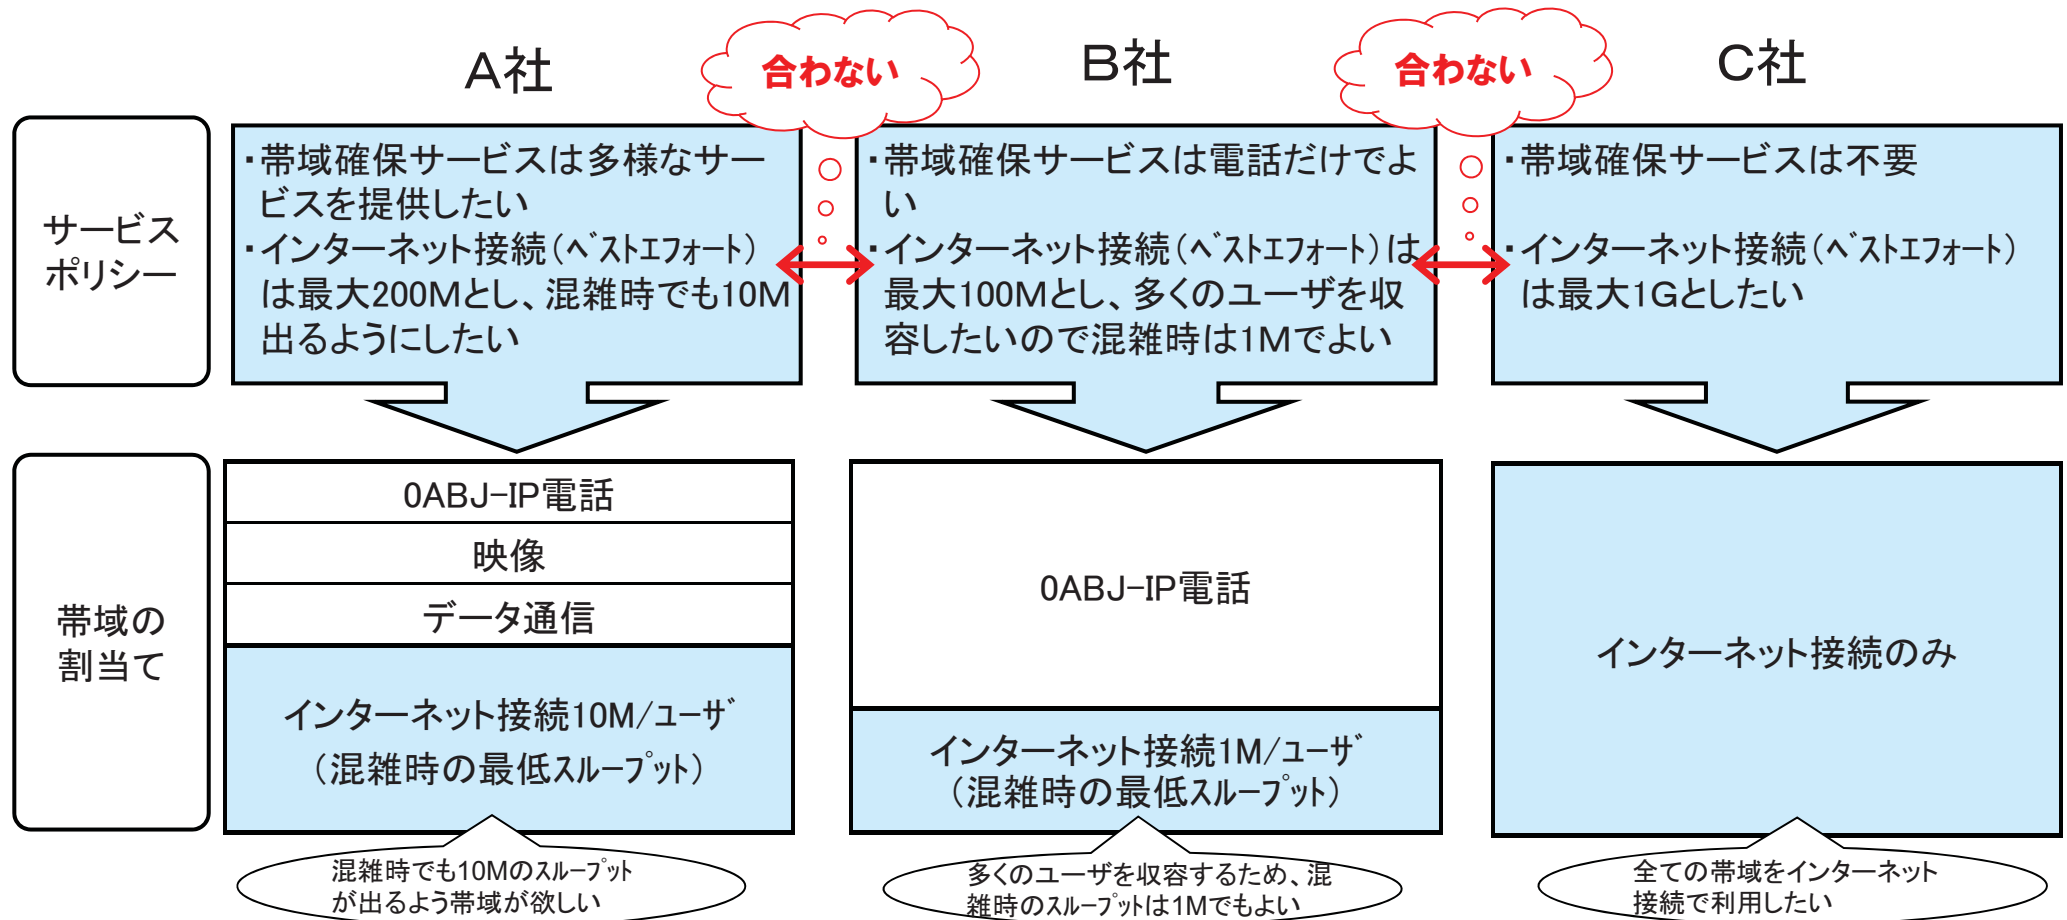 A社
合わない
B社
合わない
C社
サービス
ポリシー
・帯域確保サービスは多様なサー
ビスを提供したい
・インターネット接続(ﾍﾞｽﾄｴﾌｫｰﾄ)
は最大200Mとし、混雑時でも10M
出るようにしたい
・帯域確保サービスは電話だけでよ
い
・インターネット接続(ﾍﾞｽﾄｴﾌｫｰﾄ)は
最大100Mとし、多くのユーザを収
容したいので混雑時は1Mでよい
・帯域確保サービスは不要
・インターネット接続(ﾍﾞｽﾄｴﾌｫｰﾄ)
は最大1Gとしたい
帯域の
割当て
0ABJ-IP電話
映像
データ通信
インターネット接続10M/ﾕｰｻﾞ
(混雑時の最低ｽﾙｰﾌﾟｯﾄ)
0ABJ-IP電話
インターネット接続1M/ﾕｰｻﾞ
(混雑時の最低ｽﾙｰﾌﾟｯﾄ)
インターネット接続のみ
混雑時でも10Mのｽﾙｰﾌﾟｯﾄ
が出るよう帯域が欲しい
多くのユーザを収容するため、混
雑時のｽﾙｰﾌﾟｯﾄは1Mでもよい
全ての帯域をインターネット
接続で利用したい